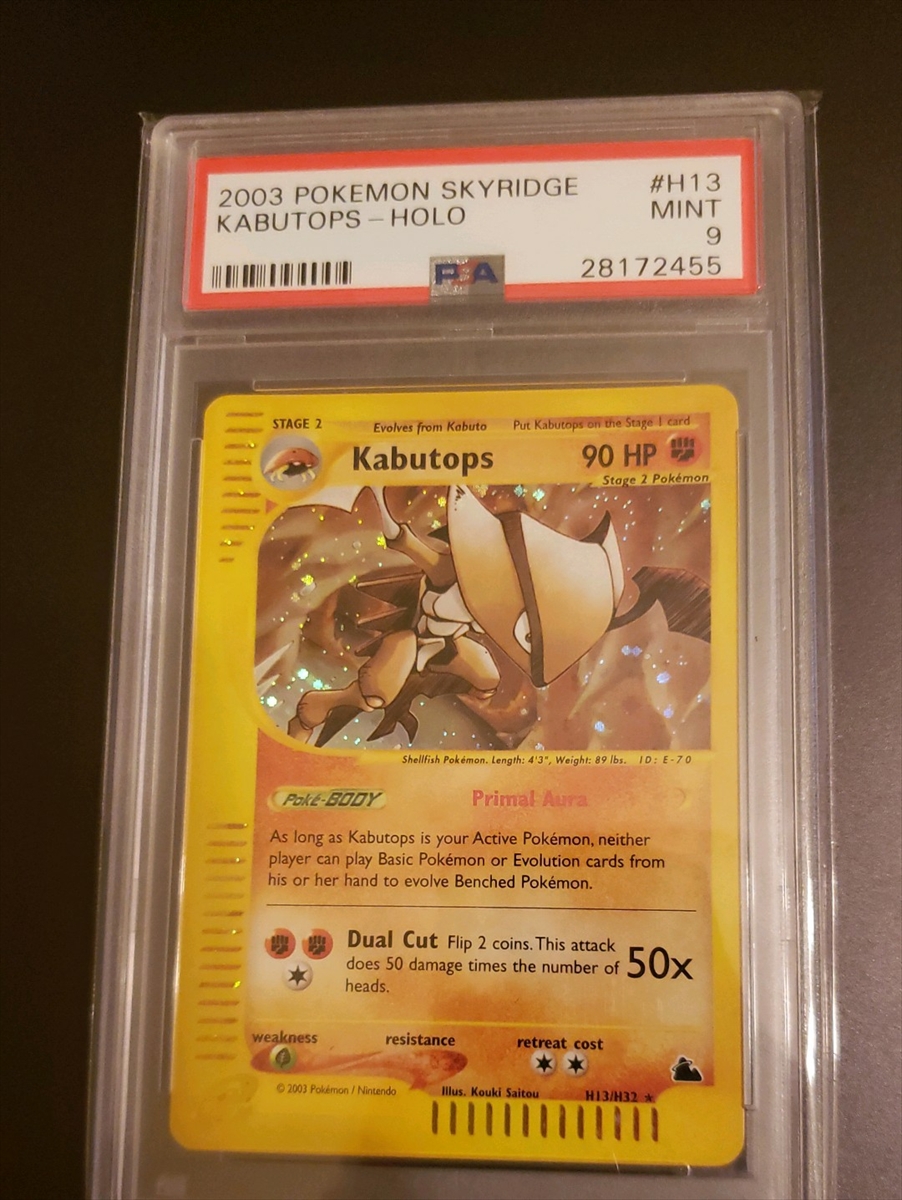 2003 POKEMON SKYRIDGE #H13
KABUTOPS – HOLO MINT
9
PSA 28172455
STAGE 2 Evolves from Kabuto Put Kabutops on the Stage 1 card
Kabutops 90 HP
Stage 2 Pokémon
Shellfish Pokémon. Length: 4'3", Weight: 89 lbs. ID: E-70
Poké-BODY Primal Aura
As long as Kabutops is your Active Pokémon, neither
player can play Basic Pokémon or Evolution cards from
his or her hand to evolve Benched Pokémon.
Dual Cut Flip 2 coins. This attack
does 50 damage times the number of 50x
heads.
weakness resistance retreat cost
© 2003 Pokémon / Nintendo Illus. Kouki Saitou H13/H32 ★